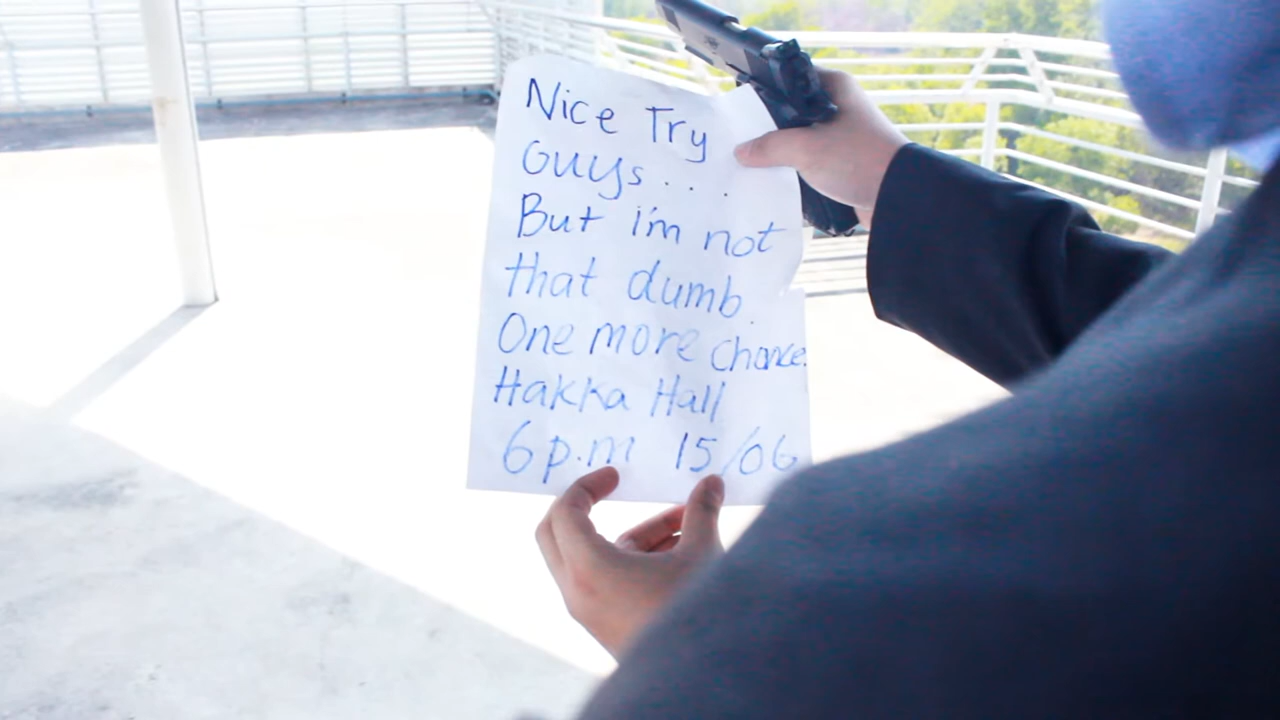 Nice Try
Guys...
But i'm not
that dumb.
One more chance.
Hakka Hall
6p.m 15/06